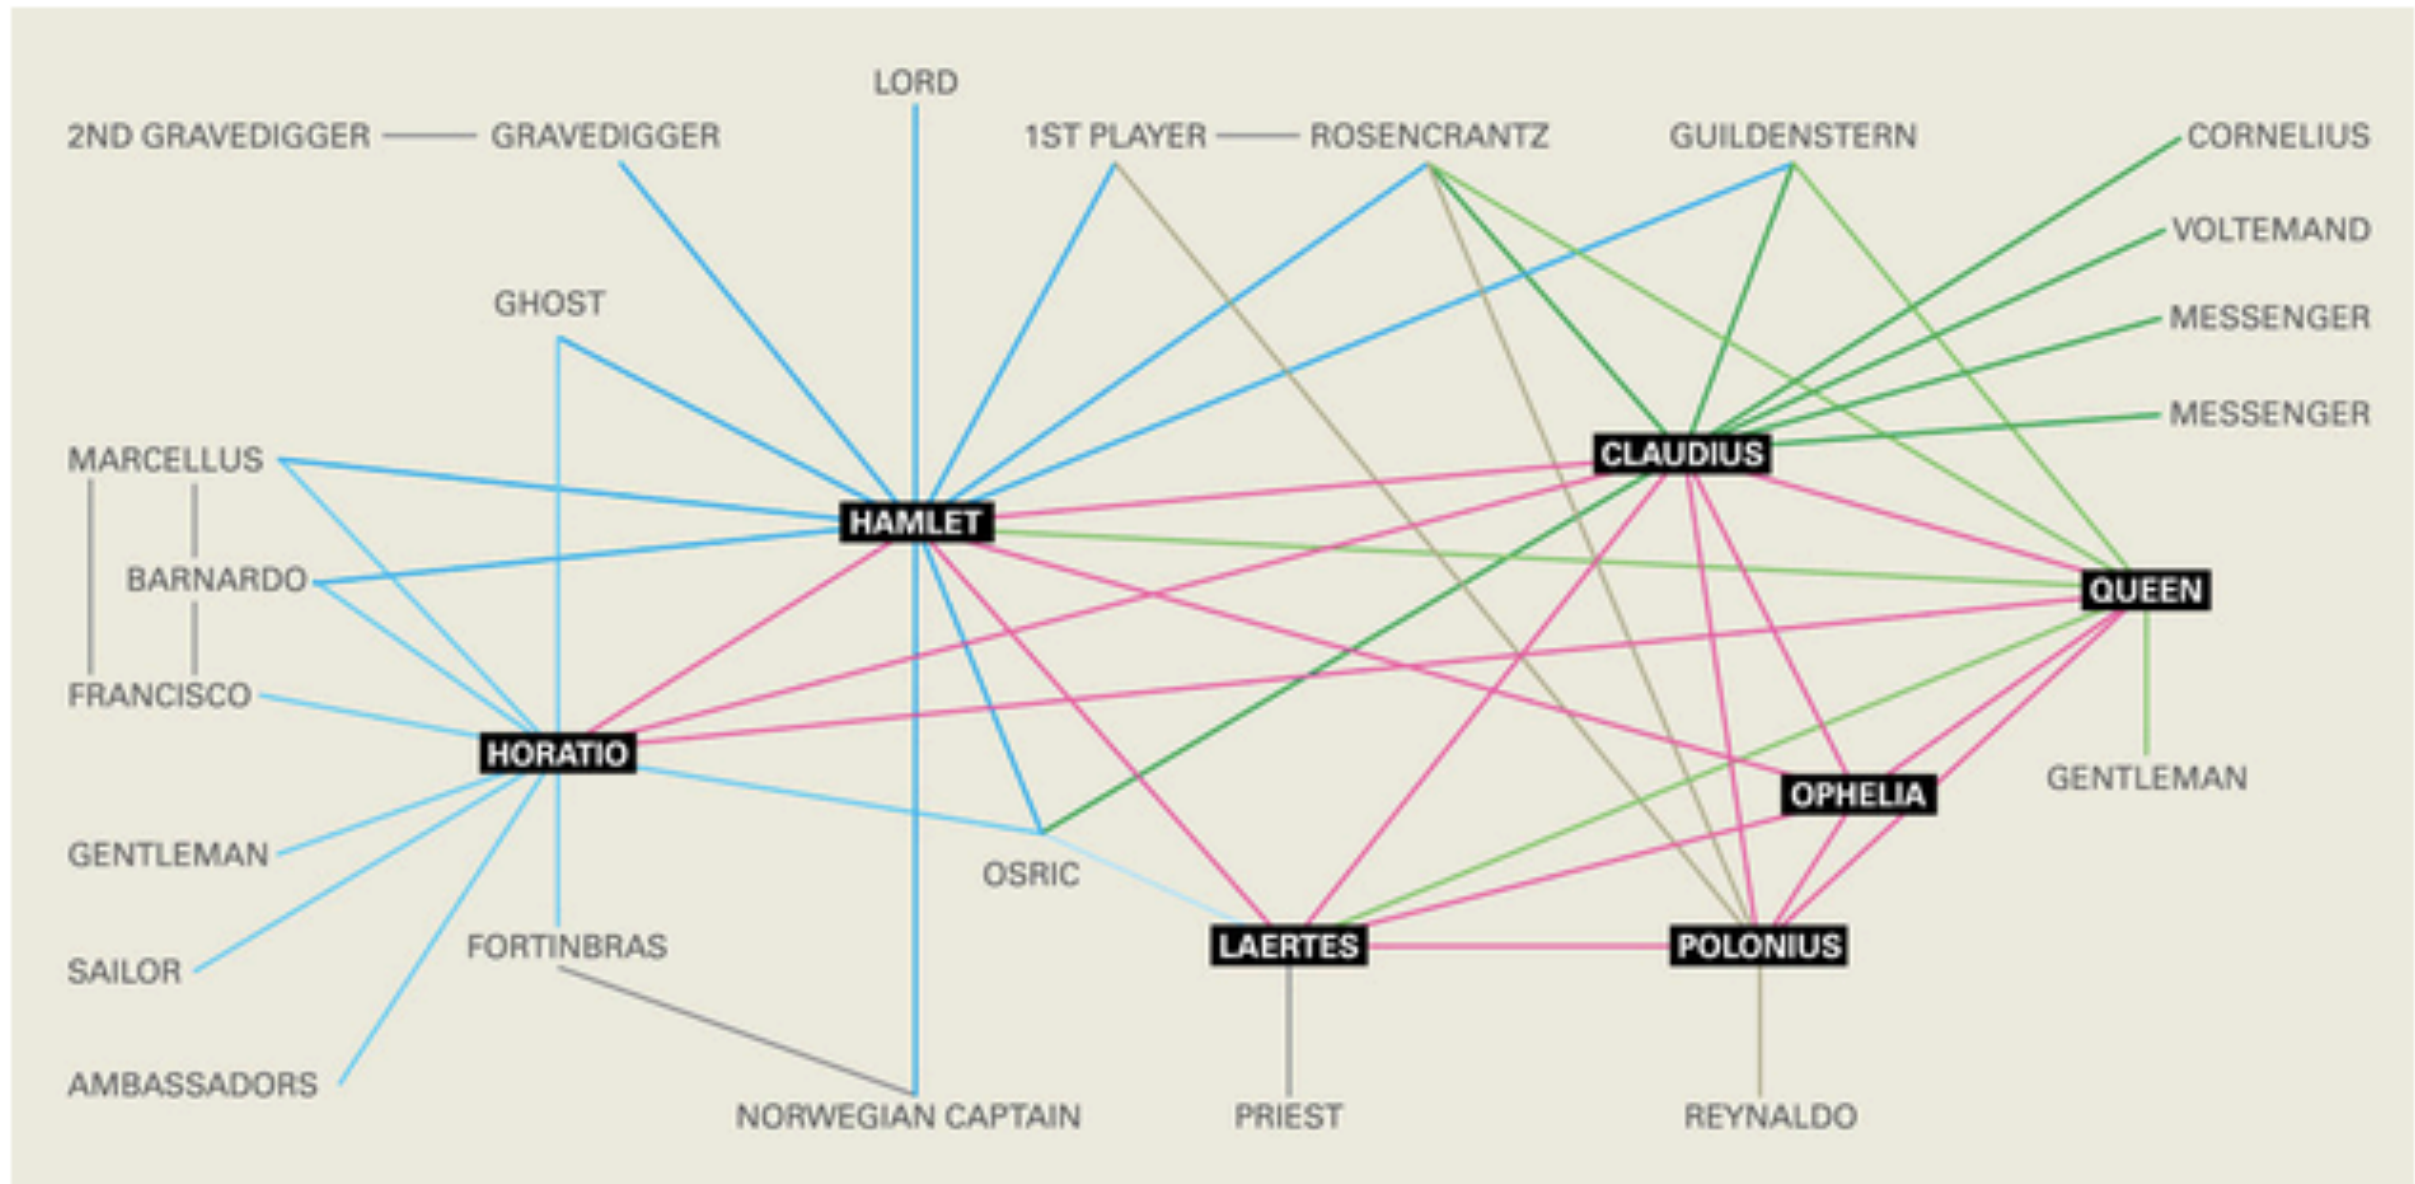 LORD
2ND GRAVEDIGGER
GRAVEDIGGER
1ST PLAYER
ROSENCRANTZ
GUILDENSTERN
CORNELIUS
VOLTEMAND
GHOST
MESSENGER
MESSENGER
MARCELLUS
CLAUDIUS
HAMLET
BARNARDO
QUEEN
FRANCISCO
HORATIO
GENTLEMAN
OPHELIA
GENTLEMAN
OSRIC
FORTINBRAS
LAERTES
POLONIUS
SAILOR
AMBASSADORS
NORWEGIAN CAPTAIN
PRIEST
REYNALDO